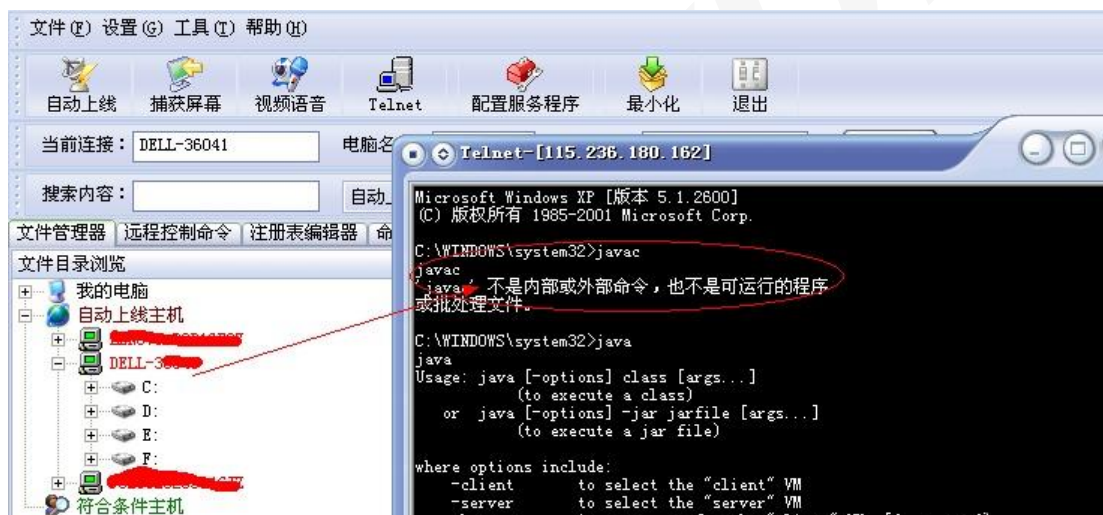 文件(F) 设置(G) 工具(T) 帮助(H)
自动上线 捕获屏幕 视频语音 Telnet 配置服务程序 最小化 退出
当前连接： DELL-36041 电脑名
搜索内容： 自动
文件管理器 远程控制命令 注册表编辑器 命
文件目录浏览
我的电脑
自动上线主机
DELL-3
C:
D:
E:
F:
符合条件主机
Telnet-[115.236.180.162]
Microsoft Windows XP [版本 5.1.2600]
(C) 版权所有 1985-2001 Microsoft Corp.
C:\WINDOWS\system32>javac
javac
'javac' 不是内部或外部命令，也不是可运行的程序
或批处理文件。
C:\WINDOWS\system32>java
java
Usage: java [-options] class [args...]
(to execute a class)
or java [-options] -jar jarfile [args...]
(to execute a jar file)
where options include:
-client to select the "client" VM
-server to select the "server" VM